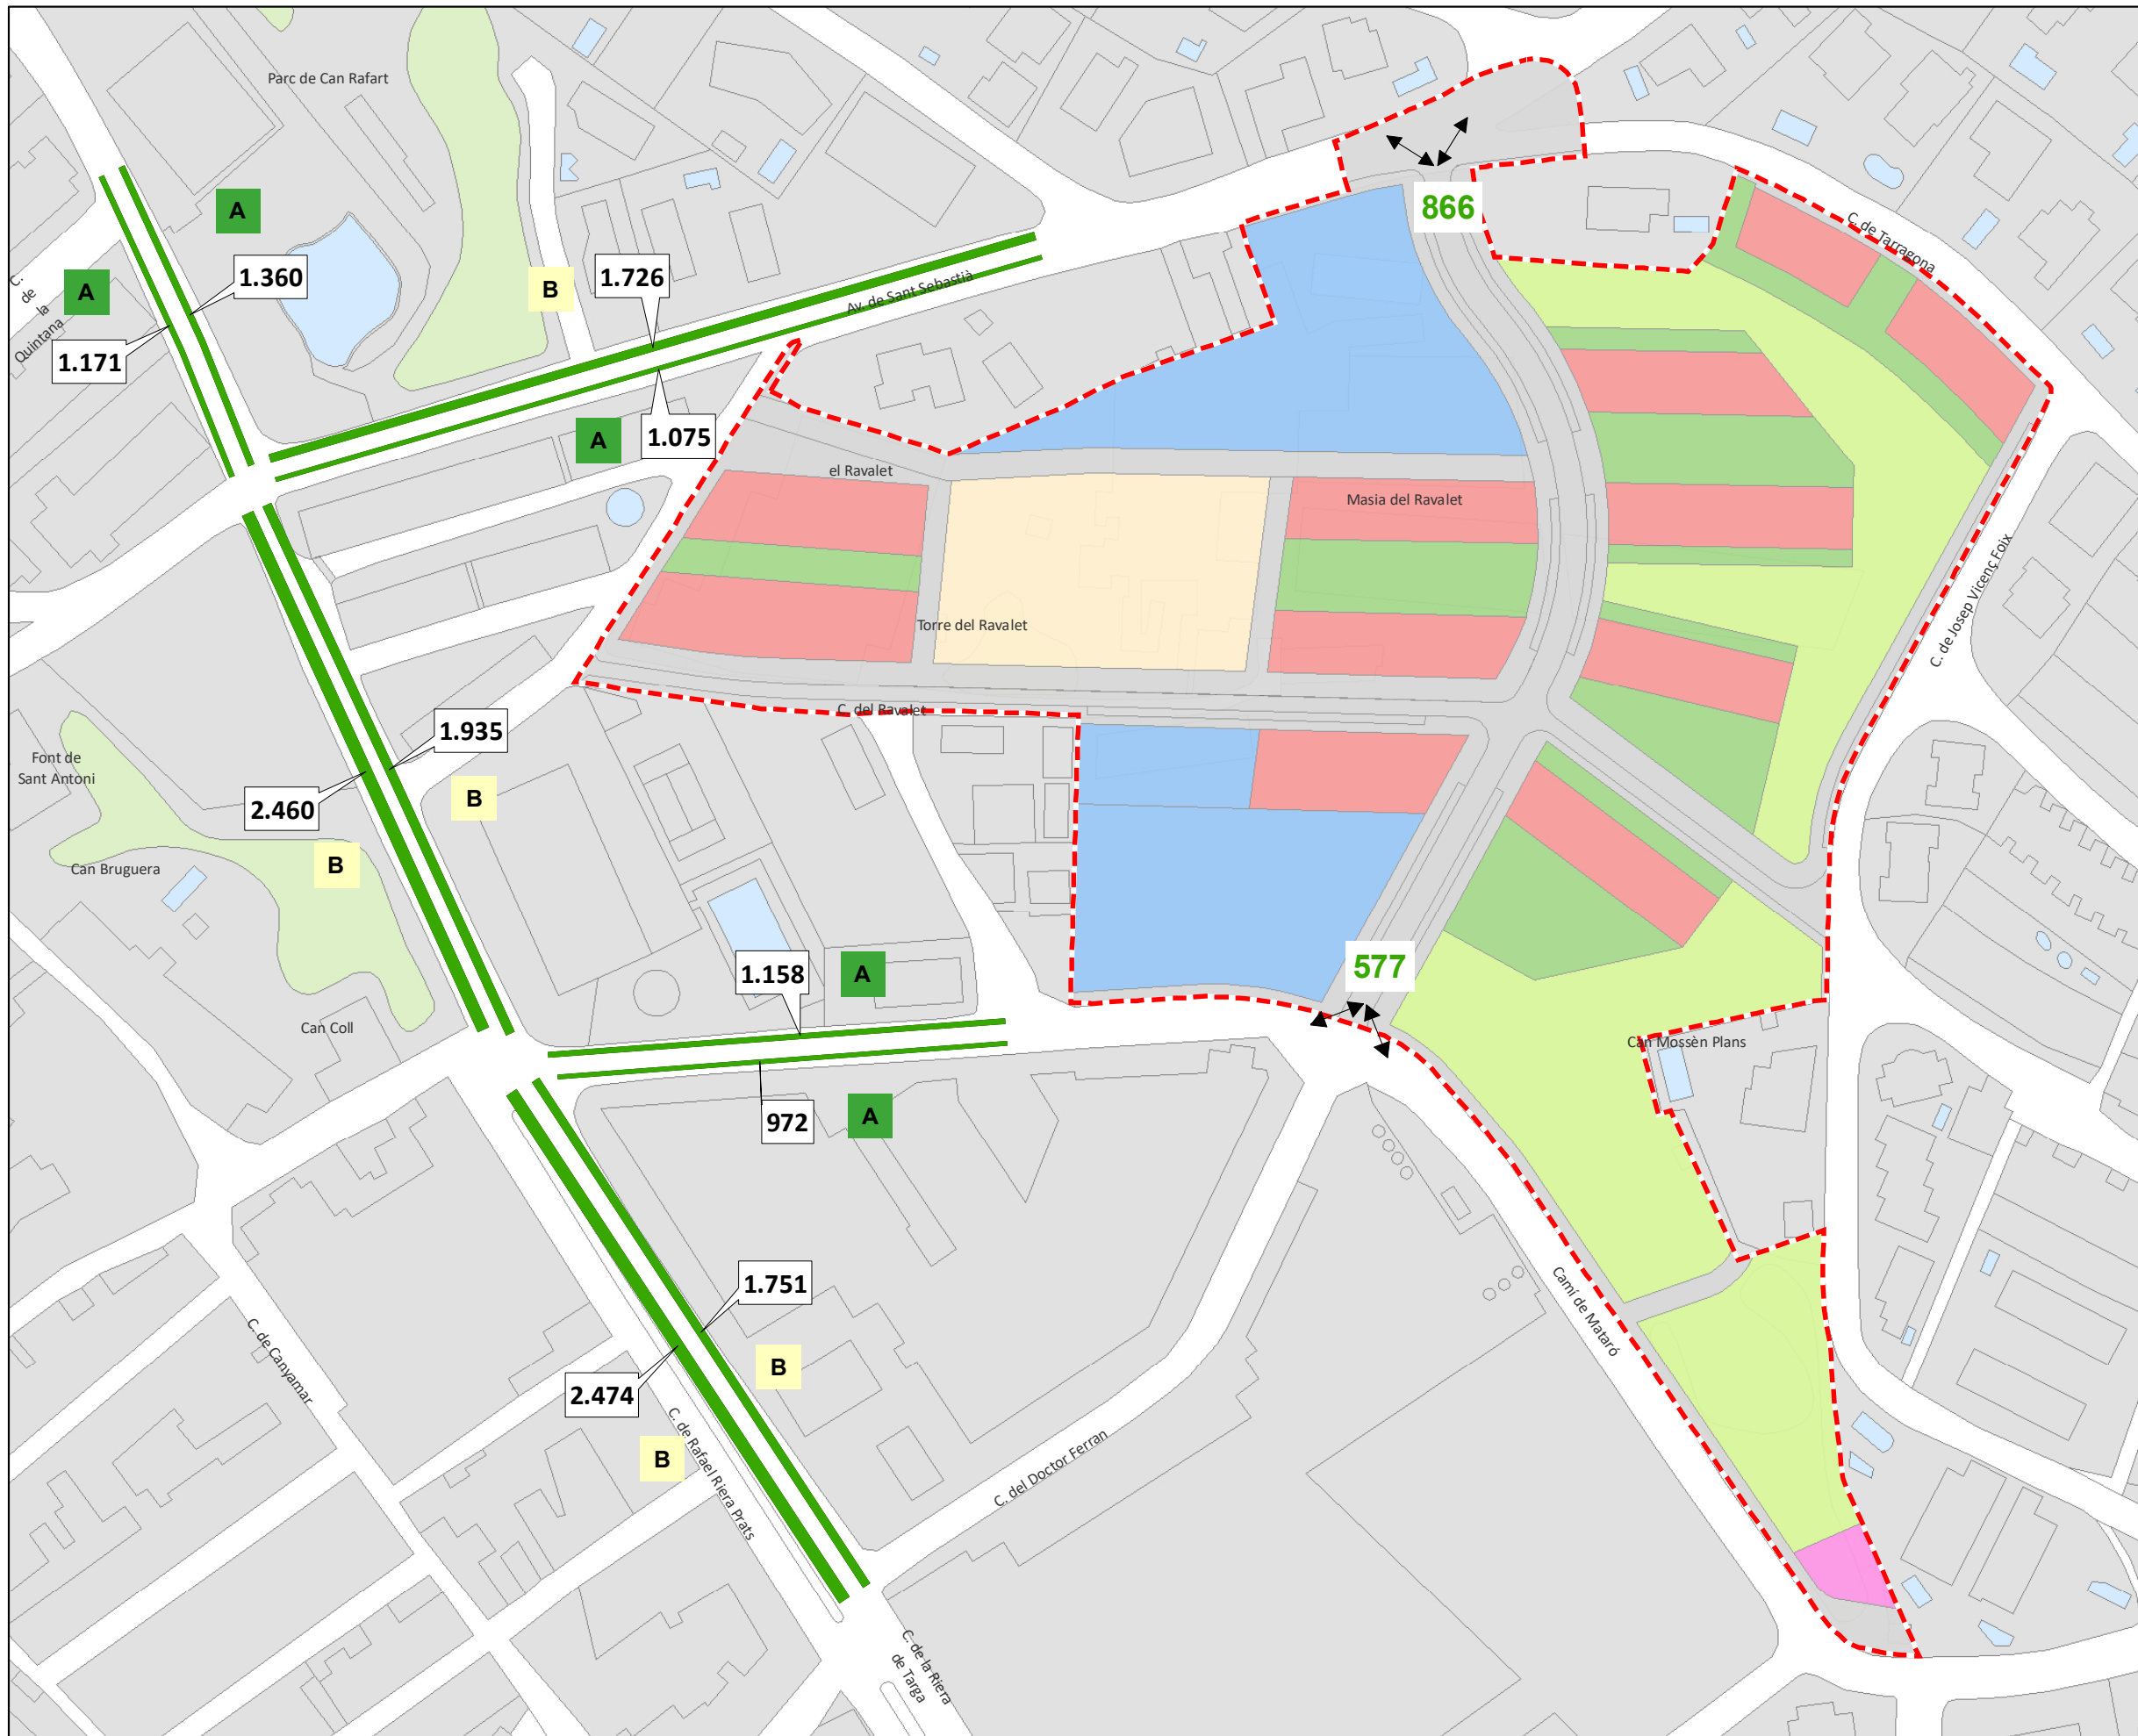 Parc de Can Rafart
A
1.360
A
C.
de
la
Quintana
1.171
B
1.726
Av. de Sant Sebastià
A
1.075
866
C. de Tarragona
el Ravalet
Masia del Ravalet
Torre del Ravalet
C. de Josep Vicenç Foix
C. del Ravalet
1.935
Font de
Sant Antoni
2.460
B
B
Can Bruguera
1.158
A
577
Can Coll
Can Mossèn Plans
972
A
1.751
B
2.474
B
Camí de Mataró
C. de Canyamar
C. de Rafael Riera Prats
C. del Doctor Ferran
C. de la Riera
de Targa